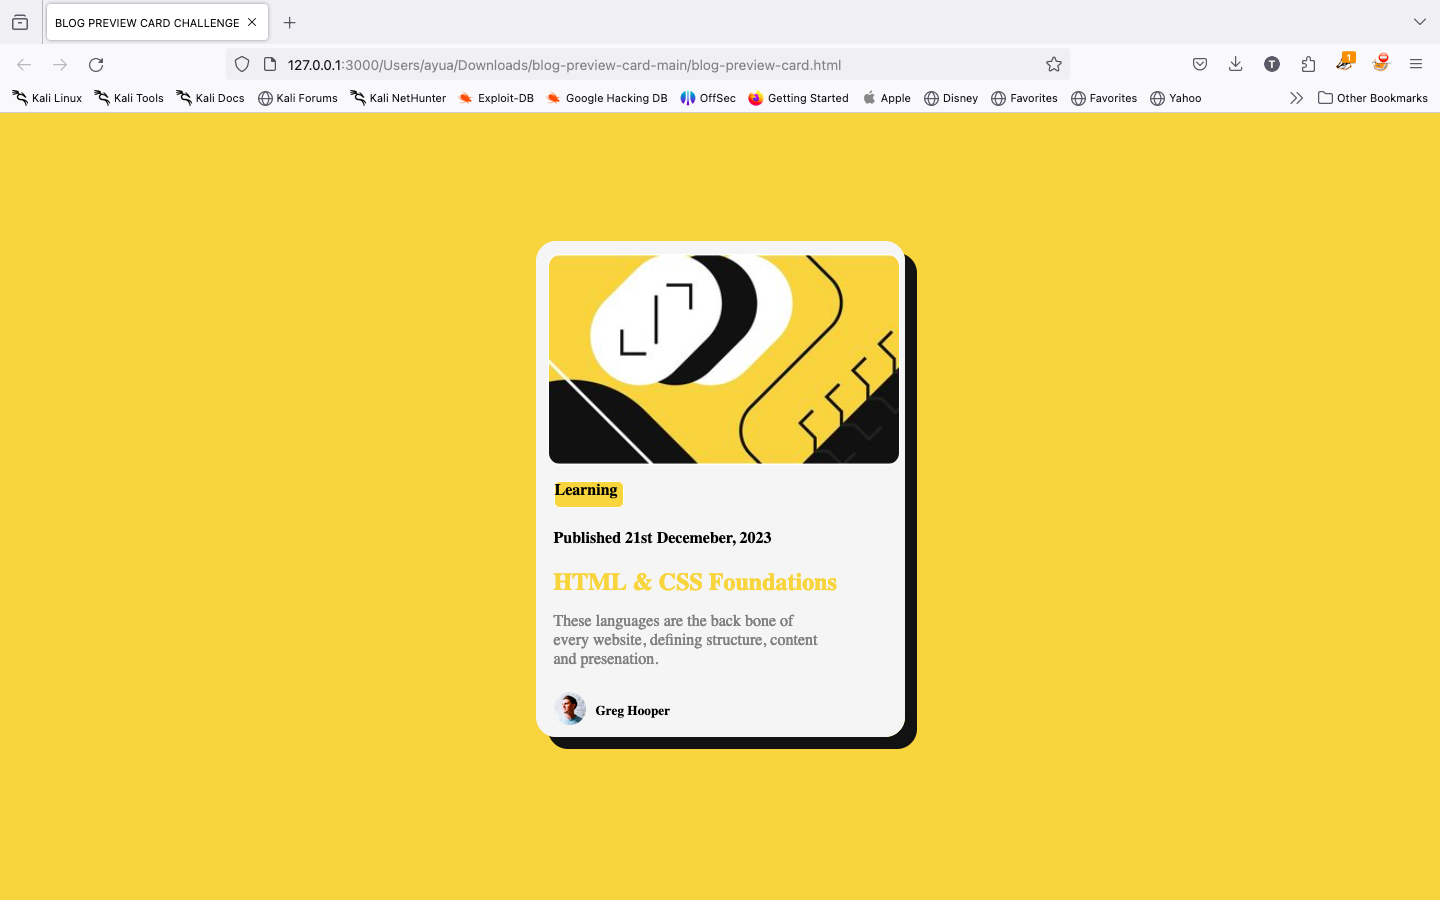 BLOG PREVIEW CARD CHALLENGE
127.0.0.1:3000/Users/ayua/Downloads/blog-preview-card-main/blog-preview-card.html
T
1
Kali Linux Kali Tools Kali Docs Kali Forums Kali NetHunter Exploit-DB Google Hacking DB OffSec Getting Started Apple Disney Favorites Favorites Yahoo Other Bookmarks
Learning
Published 21st Decemeber, 2023
HTML & CSS Foundations
These languages are the back bone of
every website, defining structure, content
and presenation.
Greg Hooper